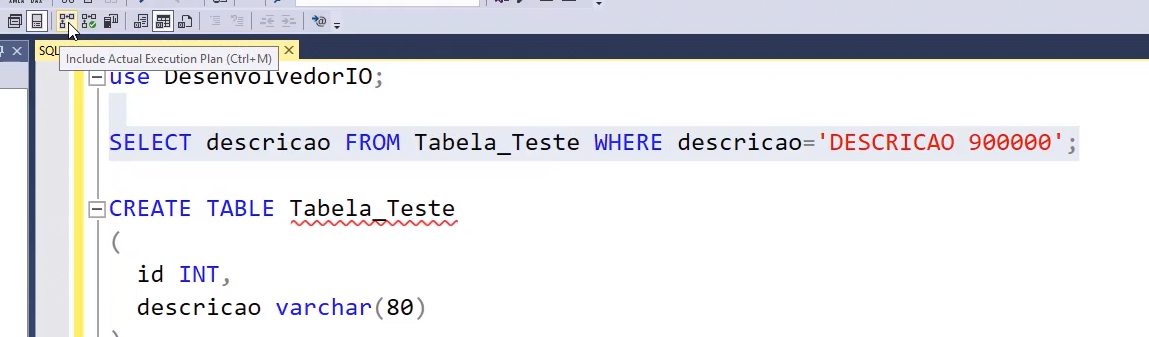 SQL
Include Actual Execution Plan (Ctrl+M)
use DesenvolvedorIO;
SELECT descricao FROM Tabela_Teste WHERE descricao='DESCRICAO 900000';
CREATE TABLE Tabela_Teste
(
id INT,
descricao varchar(80)
)